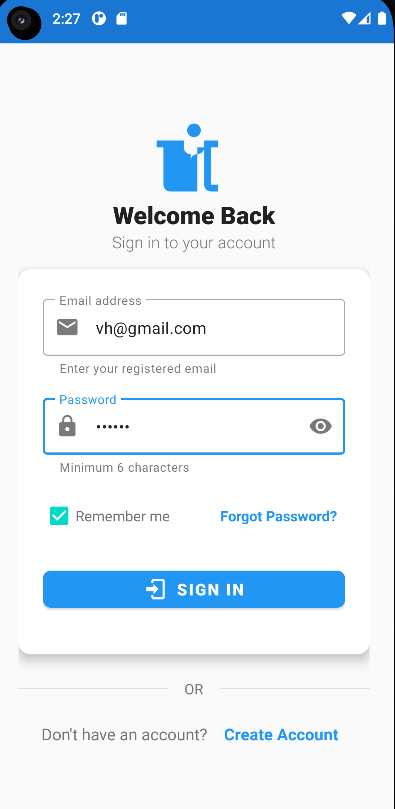 2:27
Welcome Back
Sign in to your account
Email address
vh@gmail.com
Enter your registered email
Password
••••••
Minimum 6 characters
Remember me Forgot Password?
SIGN IN
OR
Don't have an account? Create Account